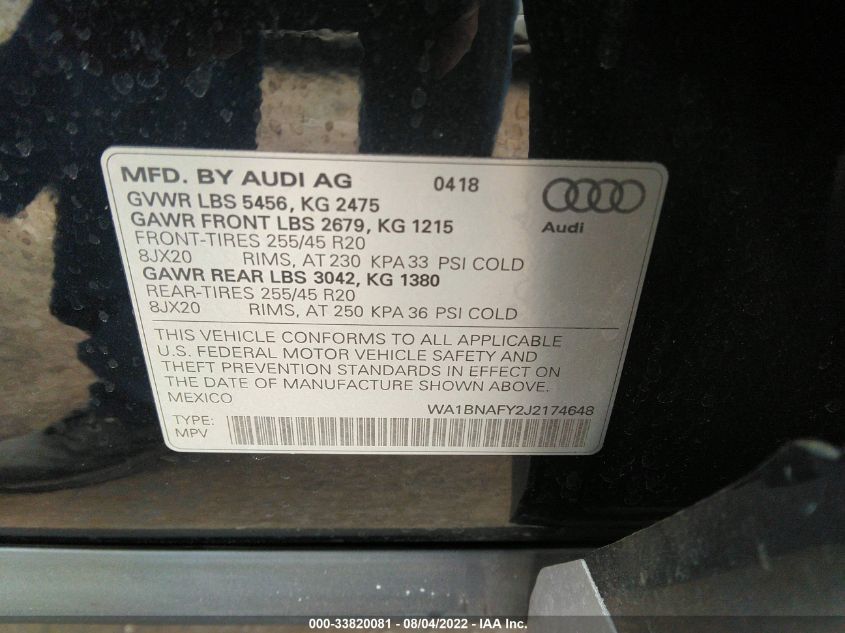 MFD. BY AUDI AG 0418
GVWR LBS 5456, KG 2475
GAWR FRONT LBS 2679, KG 1215
Audi
FRONT-TIRES 255/45 R20
8JX20 RIMS, AT 230 KPA 33 PSI COLD
GAWR REAR LBS 3042, KG 1380
REAR-TIRES 255/45 R20
8JX20 RIMS, AT 250 KPA 36 PSI COLD
THIS VEHICLE CONFORMS TO ALL APPLICABLE
U.S. FEDERAL MOTOR VEHICLE SAFETY AND
THEFT PREVENTION STANDARDS IN EFFECT ON
THE DATE OF MANUFACTURE SHOWN ABOVE.
MEXICO
WA1BNAFY2J2174648
TYPE:
MPV
000-33820081 - 08/04/2022 - IAA Inc.